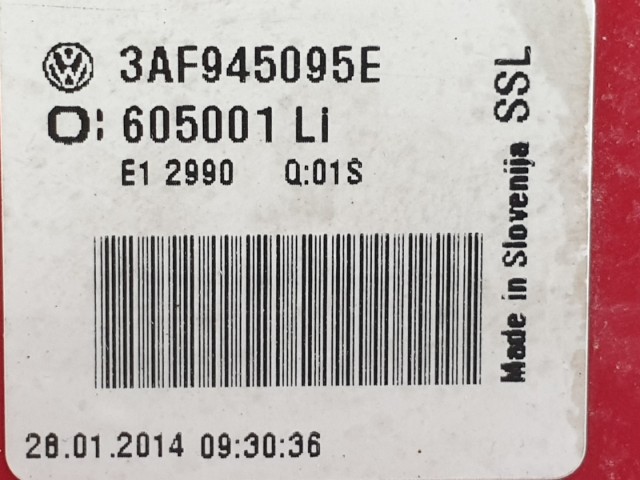 3AF945095E
O: 605001 Li
E1 2990 Q:01S
28.01.2014 09:30:36
Made in Slovenija SSL